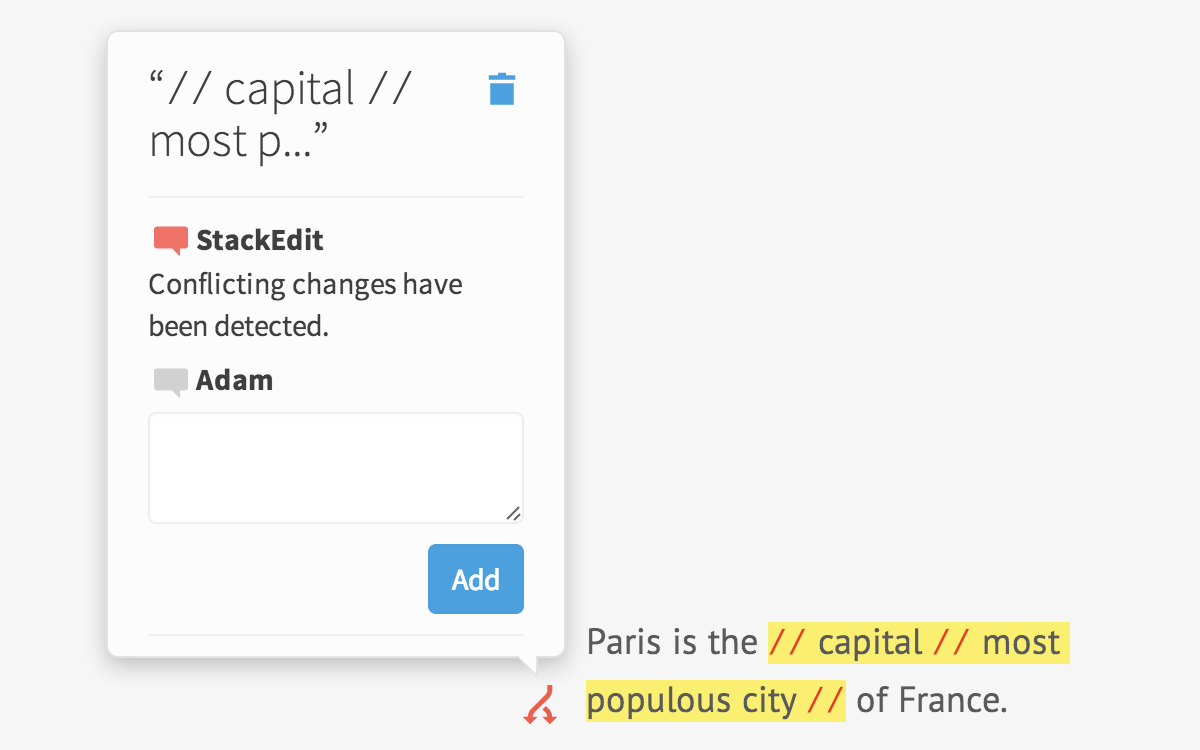 “// capital //
most p...”
StackEdit
Conflicting changes have
been detected.
Adam
Add
Paris is the // capital // most
populous city // of France.